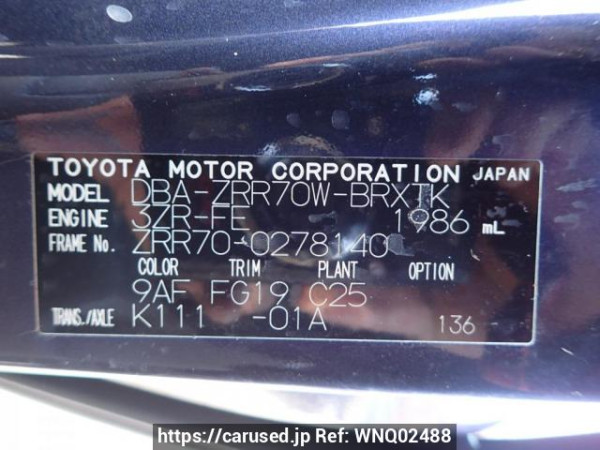 TOYOTA MOTOR CORPORATION JAPAN
MODEL DBA-ZRR70W-BRXTK
ENGINE 3ZR-FE 1986 mL
FRAME No. ZRR70-0278140
COLOR TRIM PLANT OPTION
9AF FG19 C25
TRANS./AXLE K111 -01A 136
https://carused.jp Ref: WNQ02488